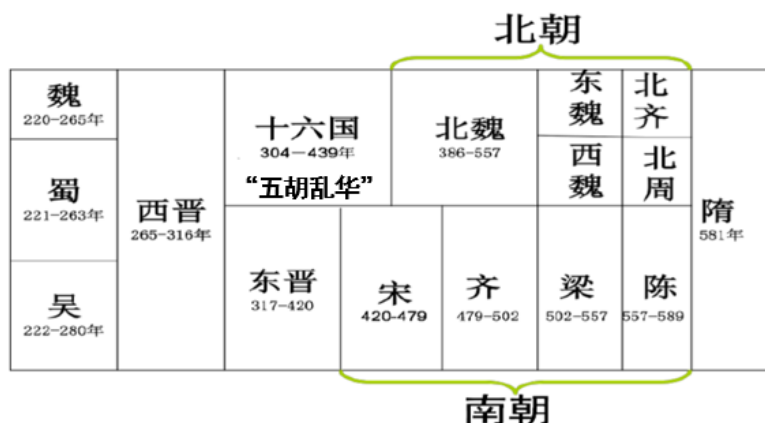 北朝
魏
220-265年
蜀
221-263年
吴
222-280年
西晋
265-316年
十六国
304—439年
“五胡乱华”
东晋
317-420
北魏
386-557
东魏
西魏
北齐
北周
宋
420-479
齐
479-502
梁
502-557
陈
557-589
隋
581年
南朝